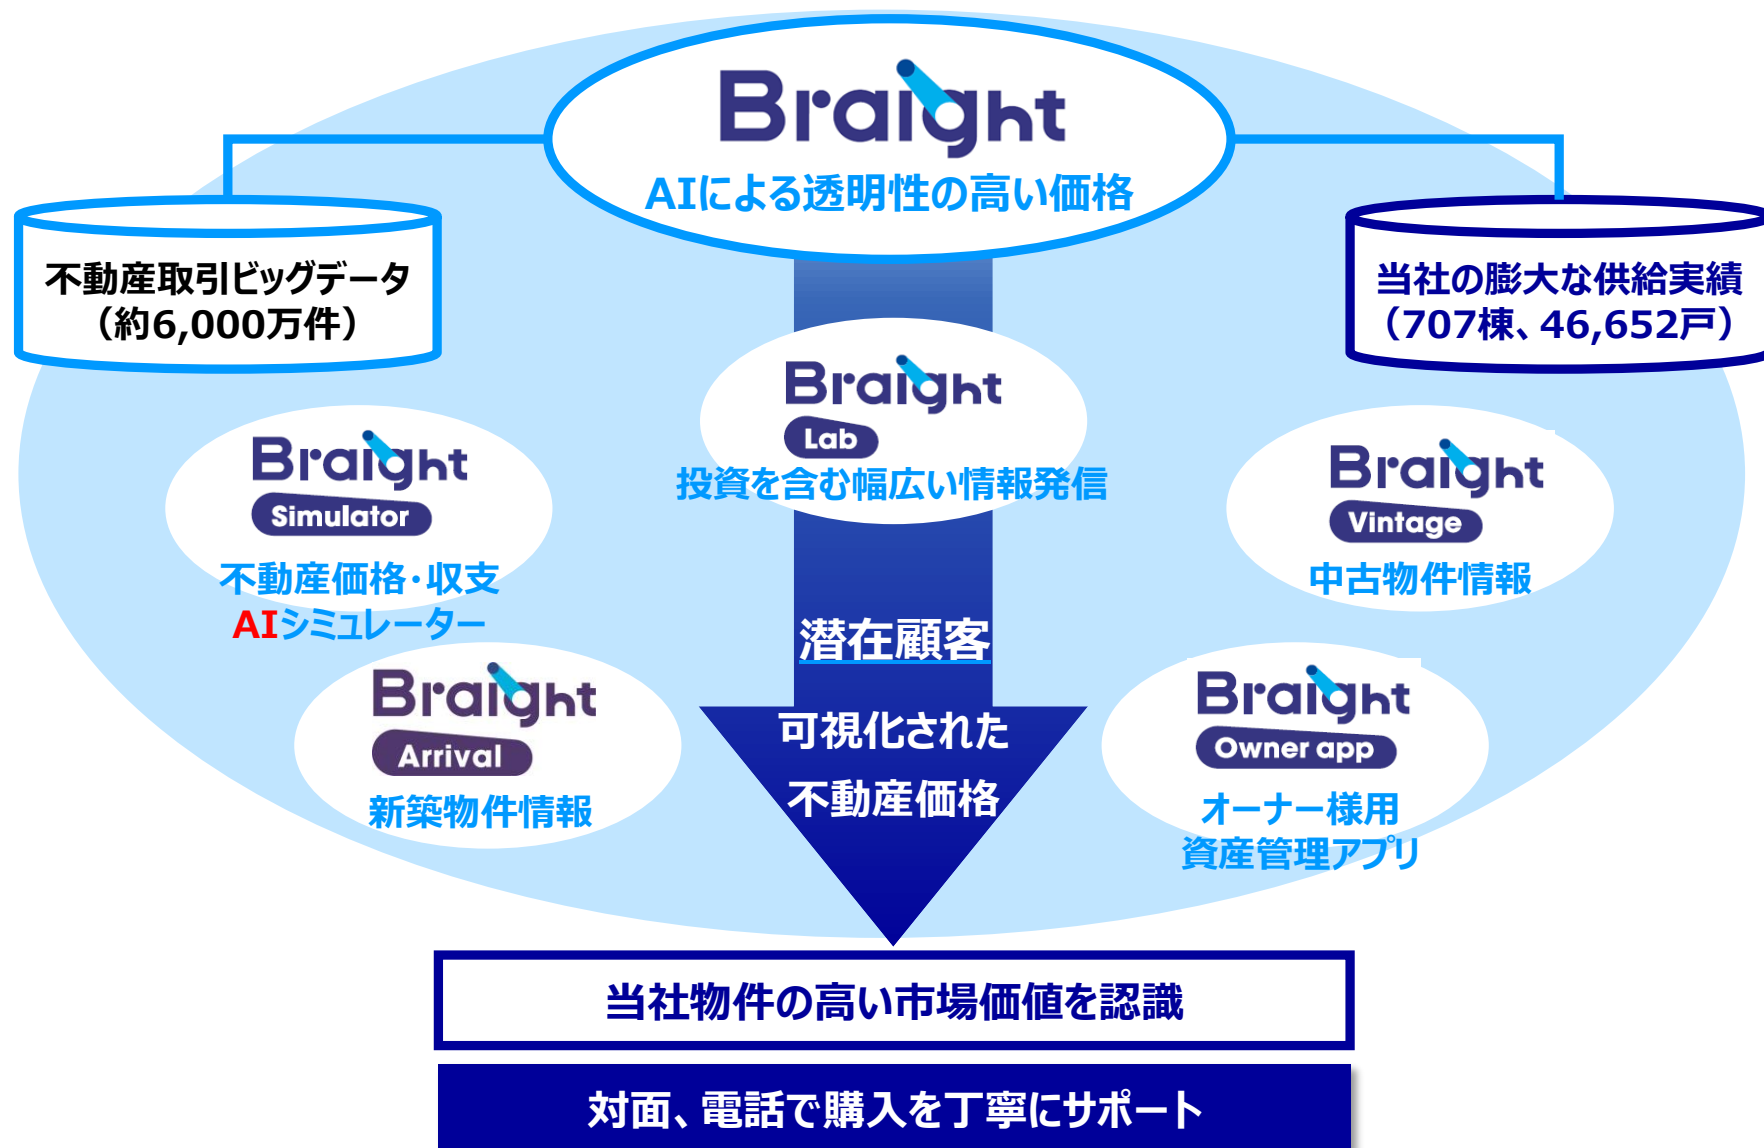 Braight
AIによる透明性の高い価格
不動産取引ビッグデータ
（約6,000万件）
当社の膨大な供給実績
（707棟、46,652戸）
Braight
Lab
投資を含む幅広い情報発信
Braight
Simulator
不動産価格・収支
AIシミュレーター
Braight
Vintage
中古物件情報
Braight
Arrival
新築物件情報
潜在顧客
可視化された
不動産価格
Braight
Owner app
オーナー様用
資産管理アプリ
当社物件の高い市場価値を認識
対面、電話で購入を丁寧にサポート